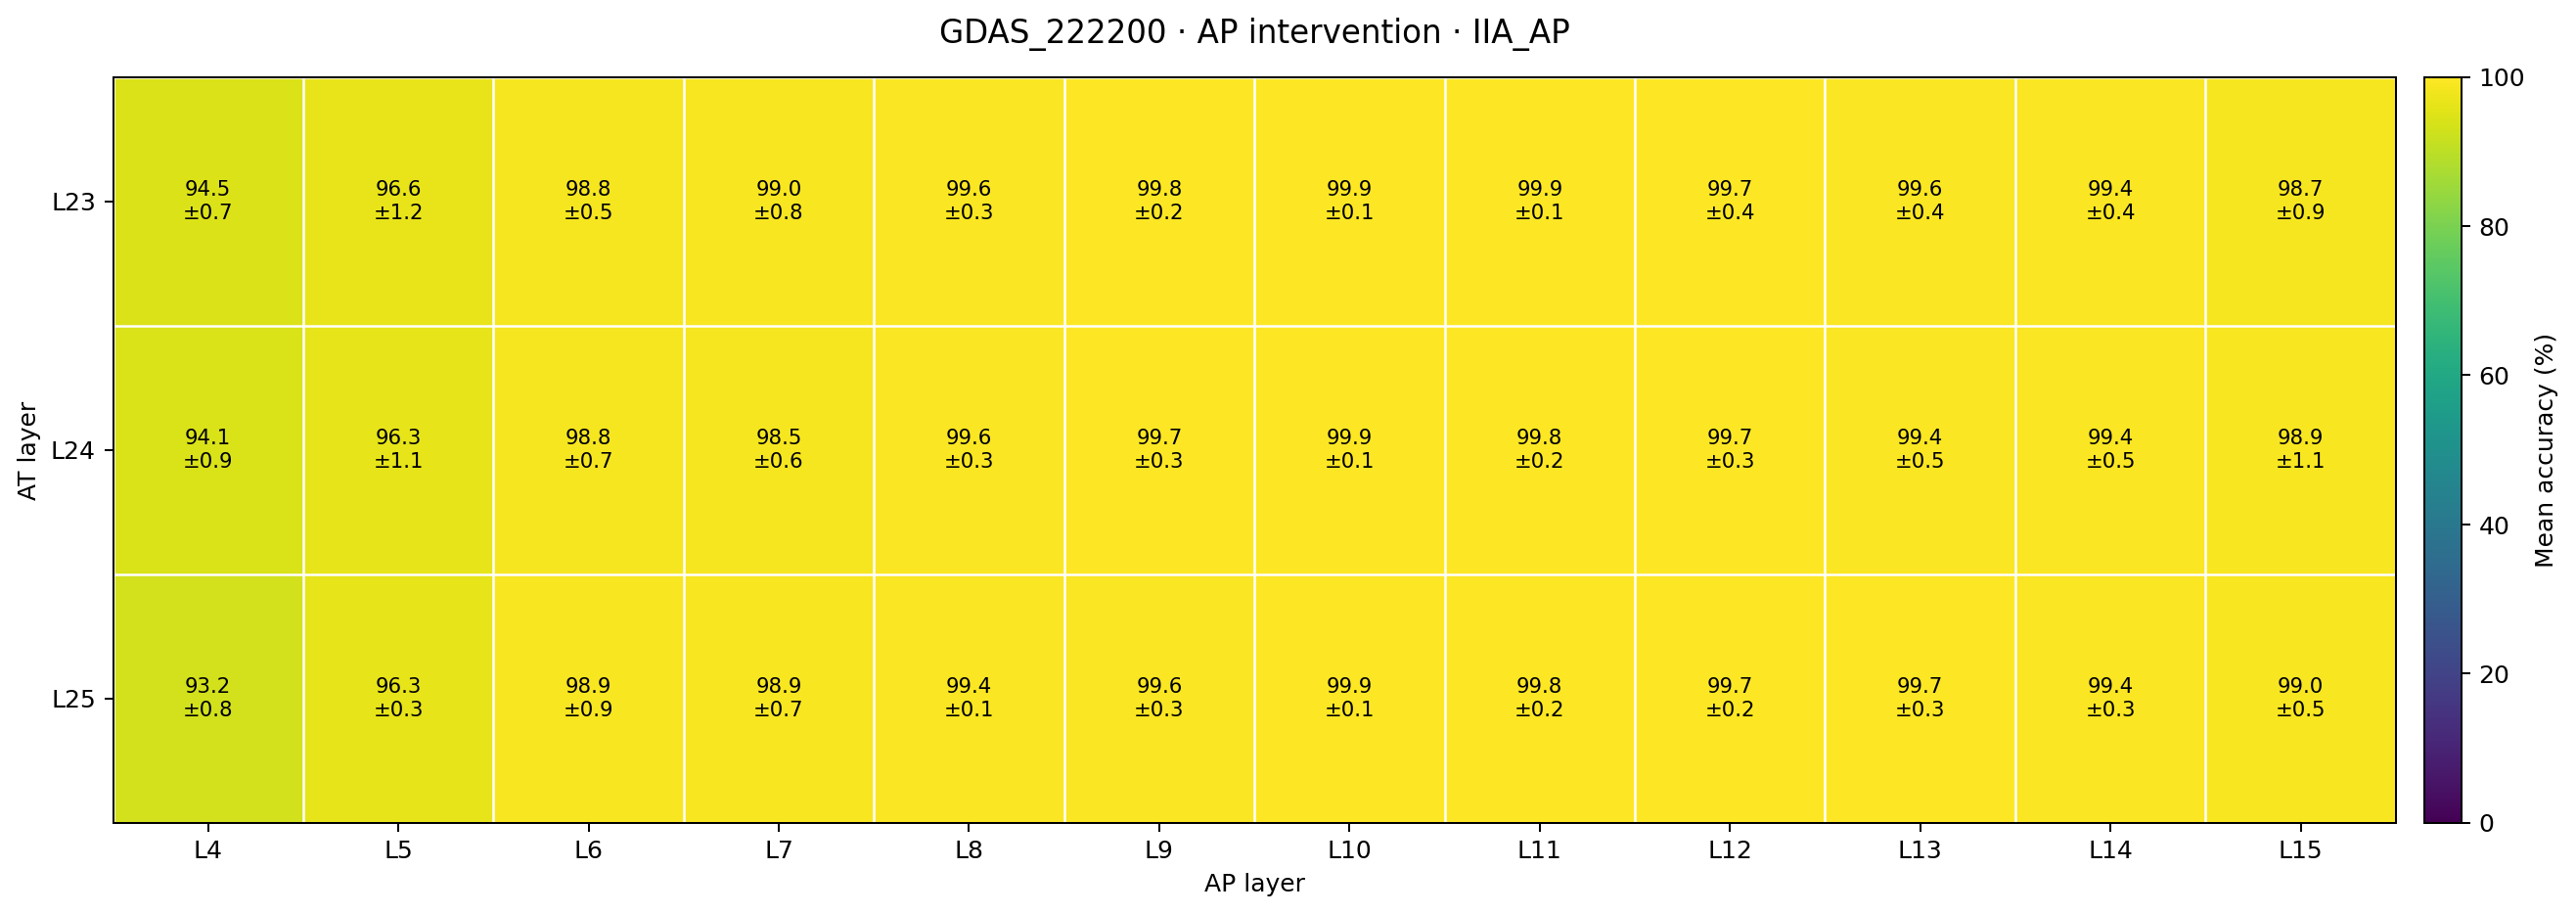 GDAS_222200 · AP intervention · IIA_AP
L23
94.5 96.6 98.8 99.0 99.6 99.8 99.9 99.9 99.7 99.6 99.4 98.7
±0.7 ±1.2 ±0.5 ±0.8 ±0.3 ±0.2 ±0.1 ±0.1 ±0.4 ±0.4 ±0.4 ±0.9
L24
94.1 96.3 98.8 98.5 99.6 99.7 99.9 99.8 99.7 99.4 99.4 98.9
±0.9 ±1.1 ±0.7 ±0.6 ±0.3 ±0.3 ±0.1 ±0.2 ±0.3 ±0.5 ±0.5 ±1.1
L25
93.2 96.3 98.9 98.9 99.4 99.6 99.9 99.8 99.7 99.7 99.4 99.0
±0.8 ±0.3 ±0.9 ±0.7 ±0.1 ±0.3 ±0.1 ±0.2 ±0.2 ±0.3 ±0.3 ±0.5
AT layer
L4 L5 L6 L7 L8 L9 L10 L11 L12 L13 L14 L15
AP layer
100
80
60
40
20
0
Mean accuracy (%)